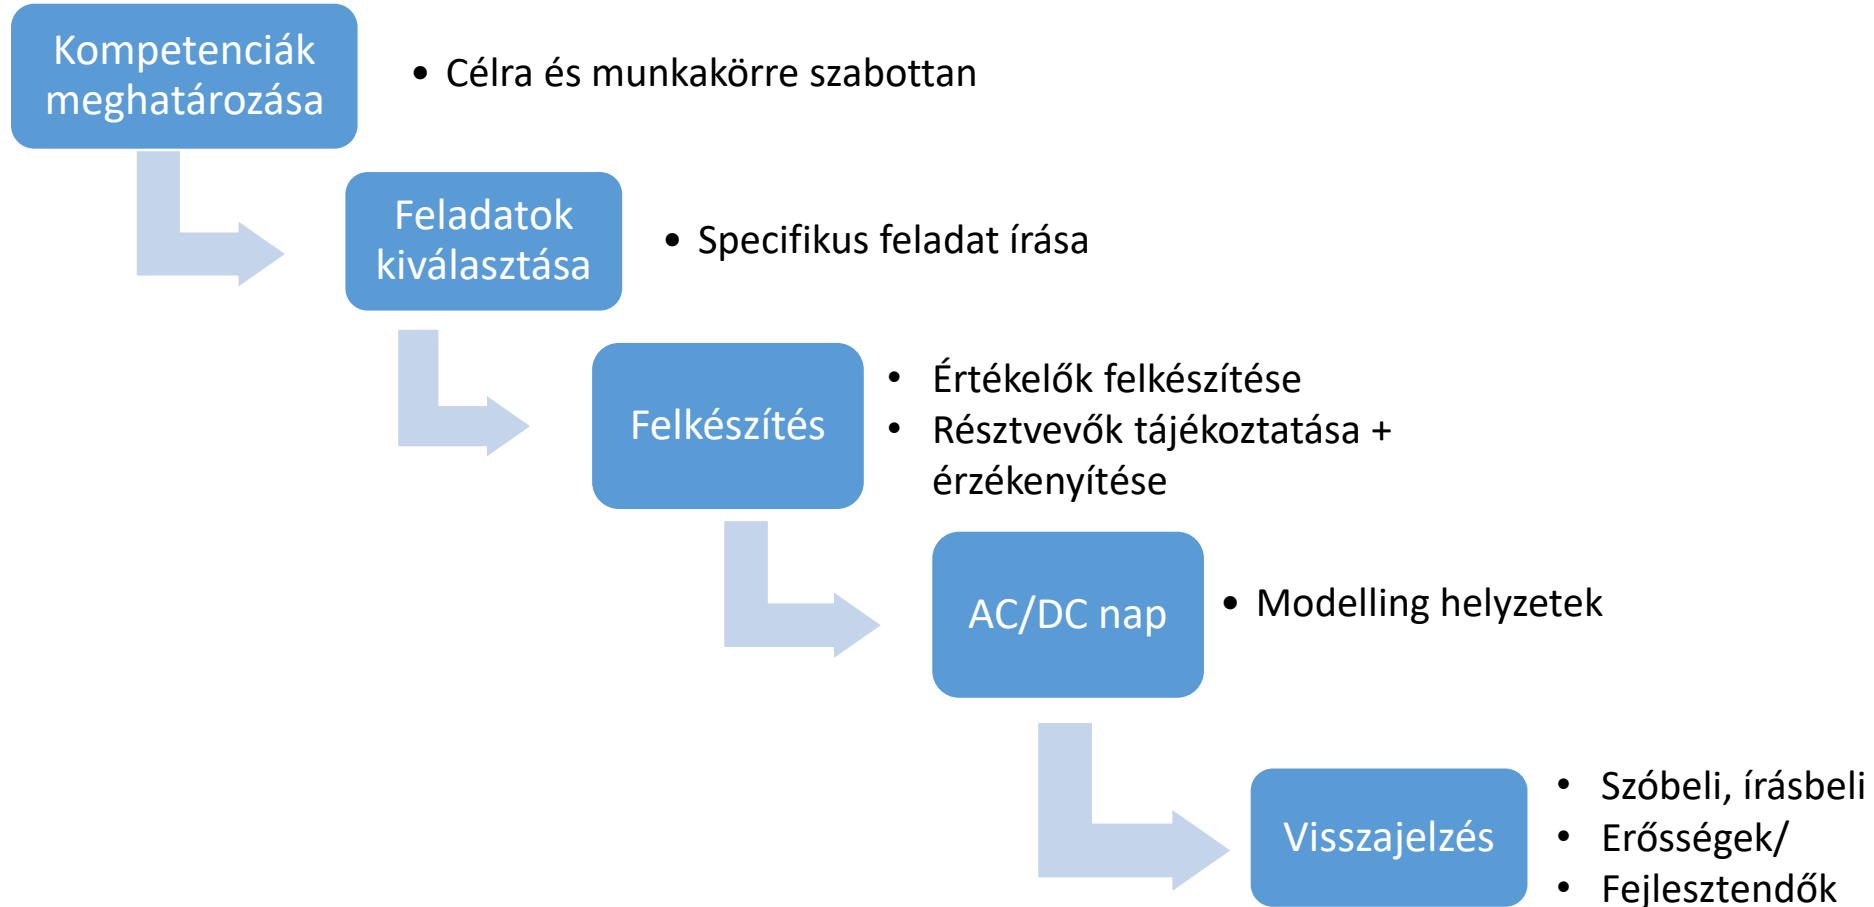 Kompetenciák
meghatározása
• Célra és munkakörre szabottan
Feladatok
kiválasztása
• Specifikus feladat írása
Felkészítés
• Értékelők felkészítése
• Résztvevők tájékoztatása +
érzékenyítése
AC/DC nap
• Modelling helyzetek
Visszajelzés
• Szóbeli, írásbeli
• Erősségek/
• Fejlesztendők